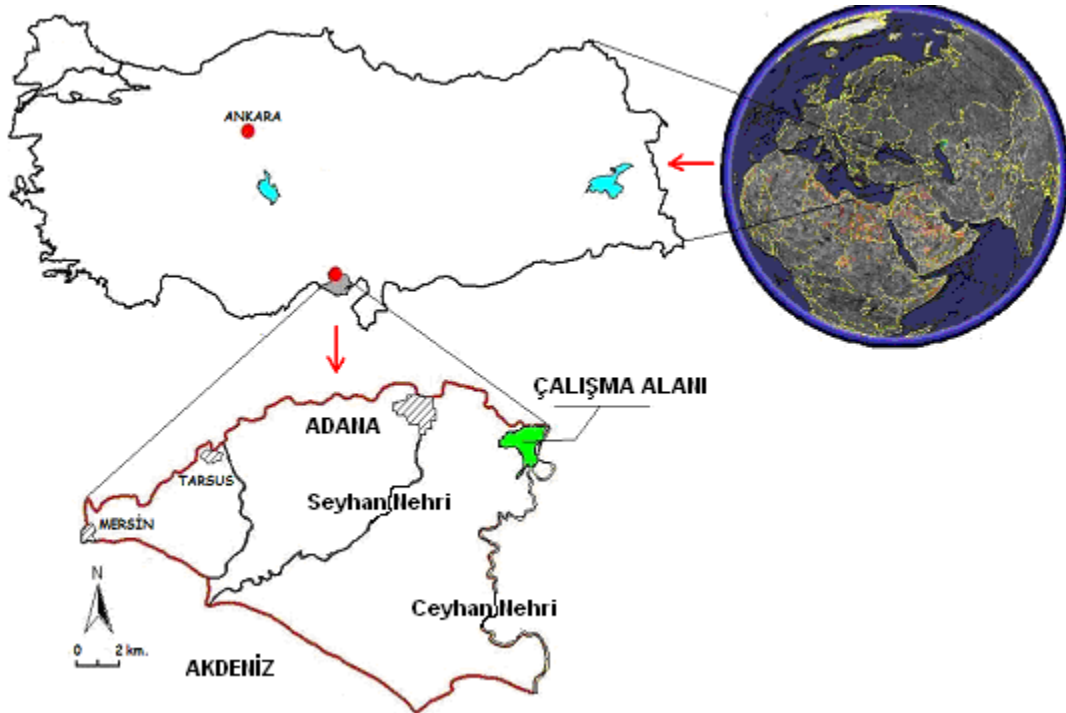 ANKARA
ÇALIŞMA ALANI
ADANA
TARSUS
Seyhan Nehri
MERSİN
N
Ceyhan Nehri
0 2 km.
AKDENİZ